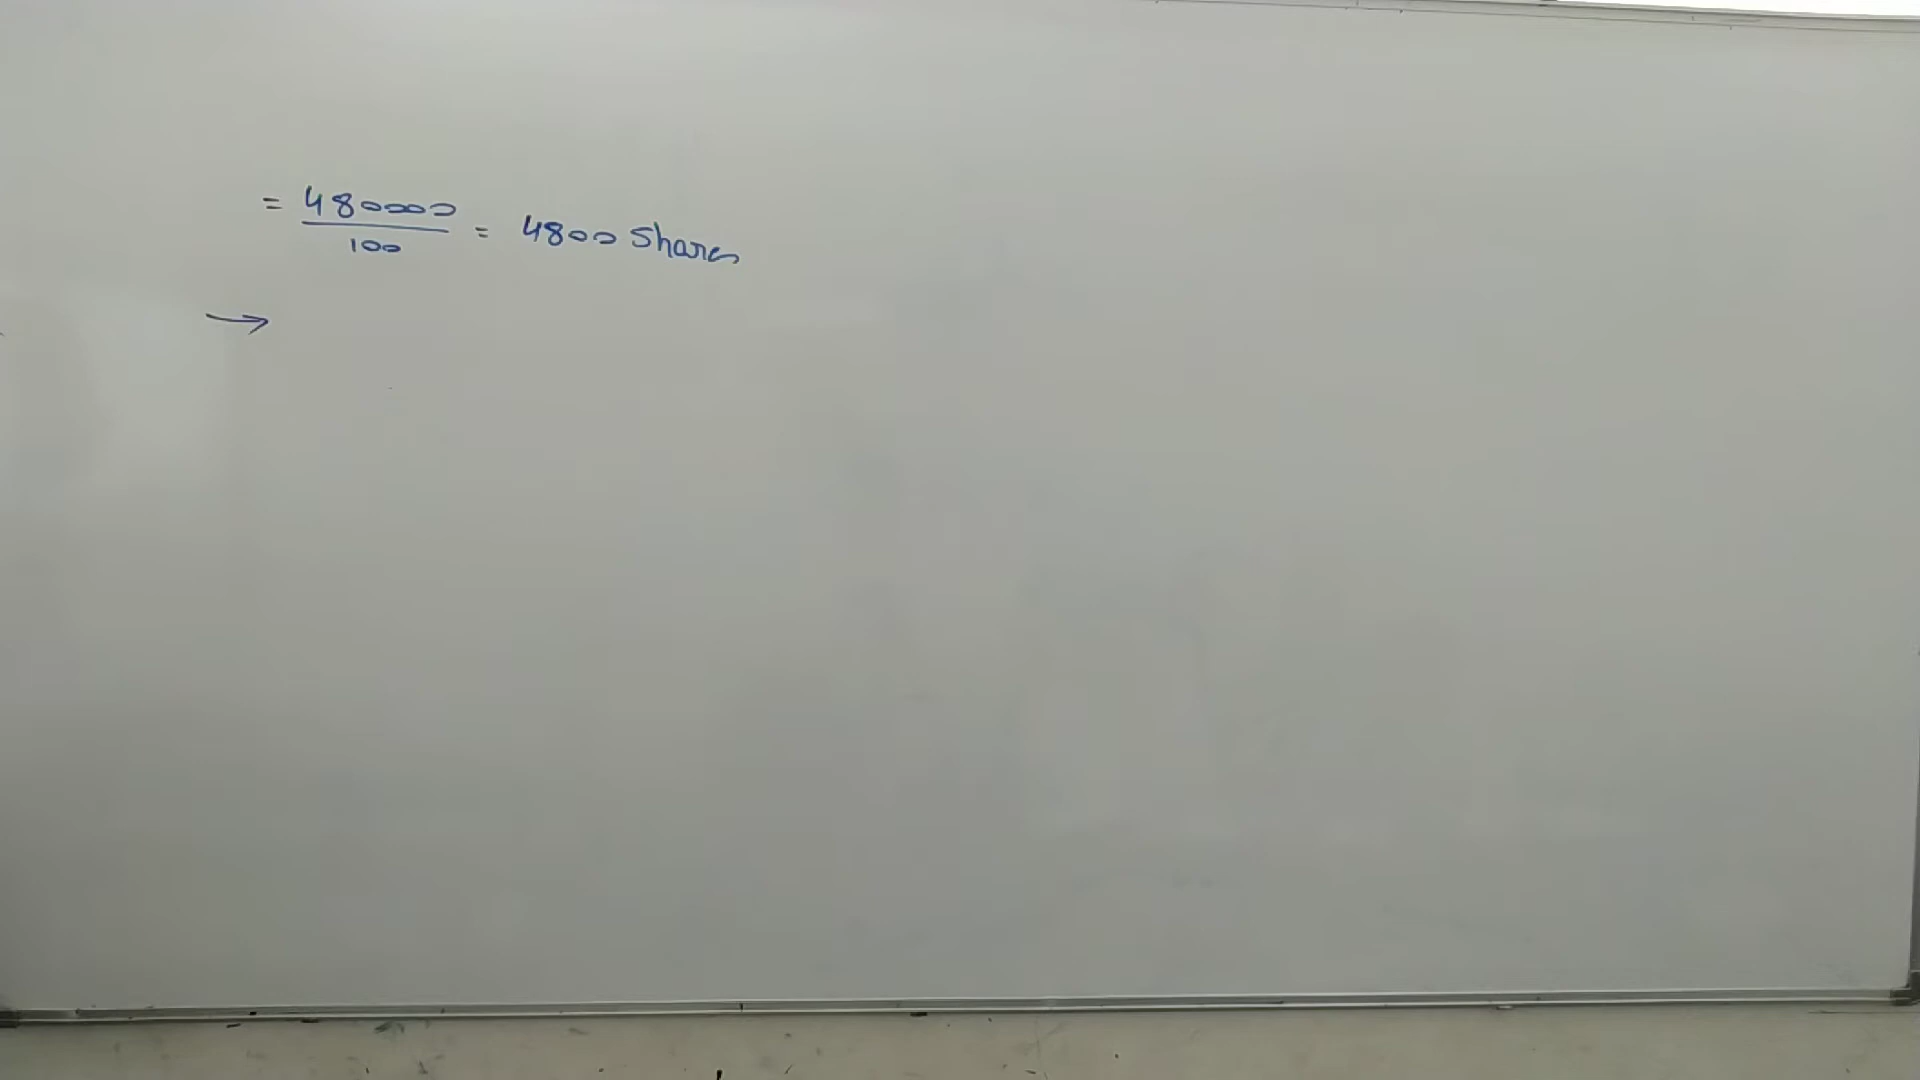 = 480000/100 = 4800 Shares
→